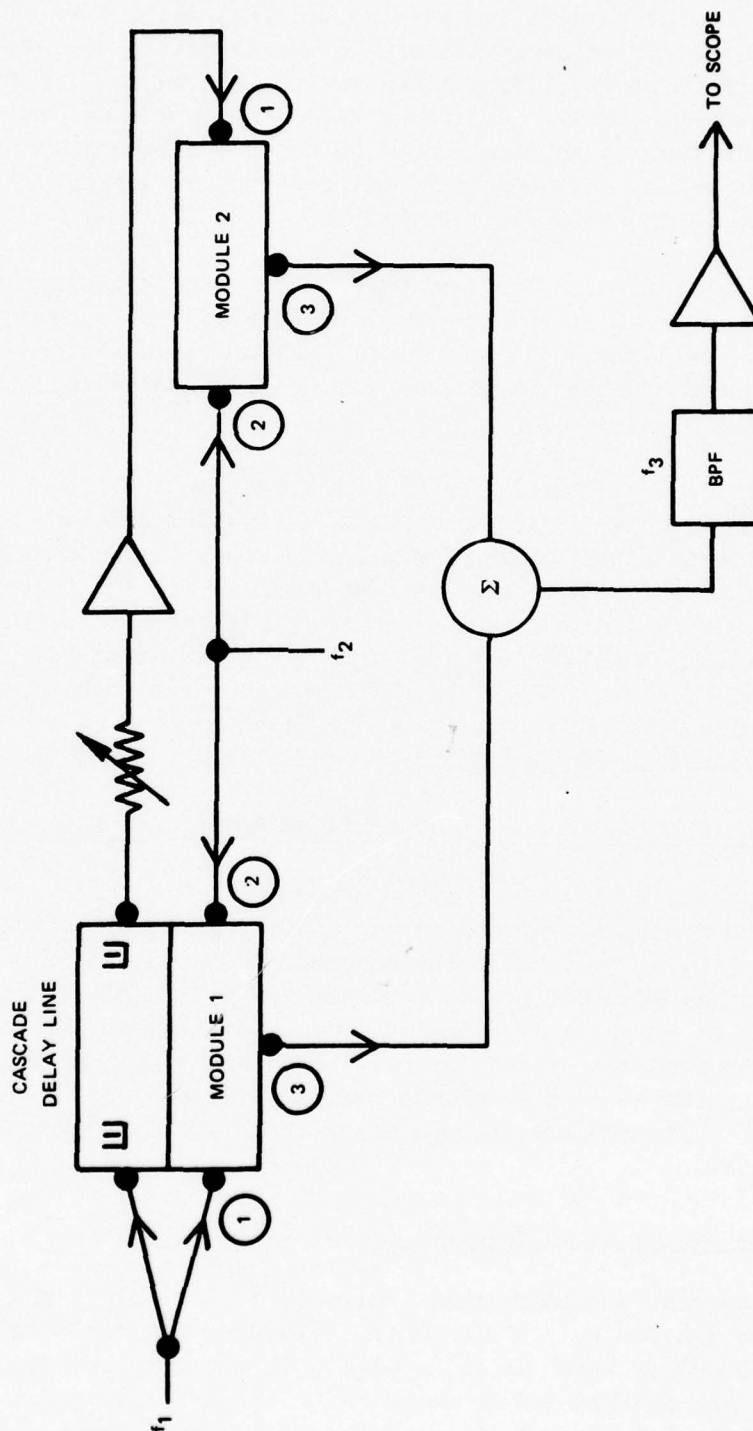 CASCADE
DELAY LINE
f1
1
MODULE 1
3
2
f2
2
MODULE 2
1
3
Σ
f3
BPF
TO SCOPE